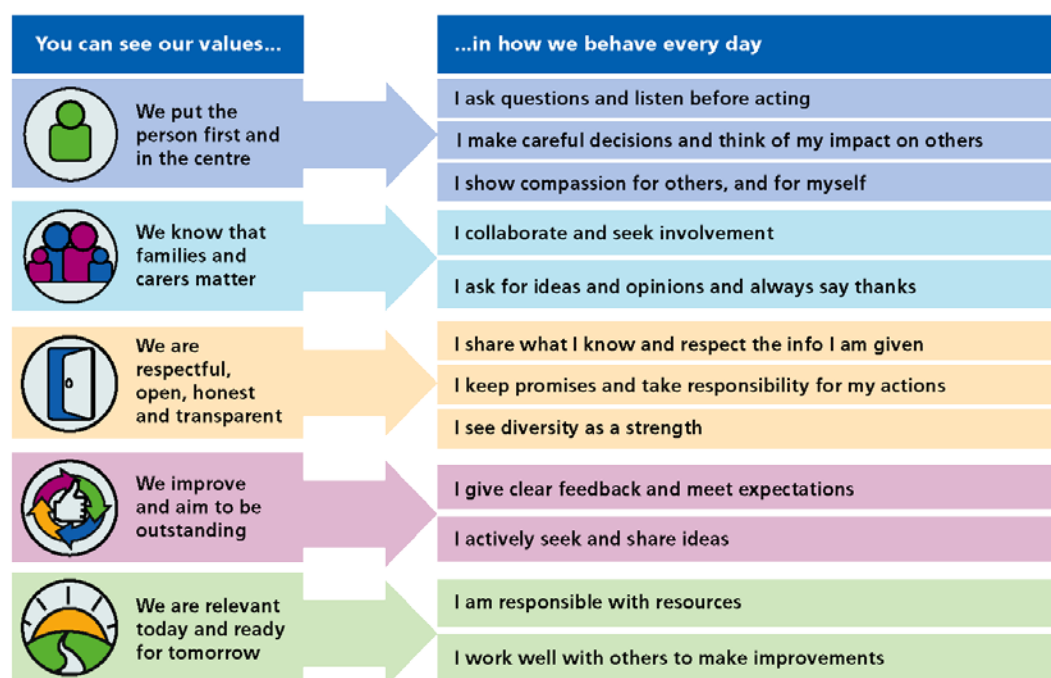 You can see our values...
...in how we behave every day
We put the
person first and
in the centre
I ask questions and listen before acting
I make careful decisions and think of my impact on others
I show compassion for others, and for myself
We know that
families and
carers matter
I collaborate and seek involvement
I ask for ideas and opinions and always say thanks
We are
respectful,
open, honest
and transparent
I share what I know and respect the info I am given
I keep promises and take responsibility for my actions
I see diversity as a strength
We improve
and aim to be
outstanding
I give clear feedback and meet expectations
I actively seek and share ideas
We are relevant
today and ready
for tomorrow
I am responsible with resources
I work well with others to make improvements